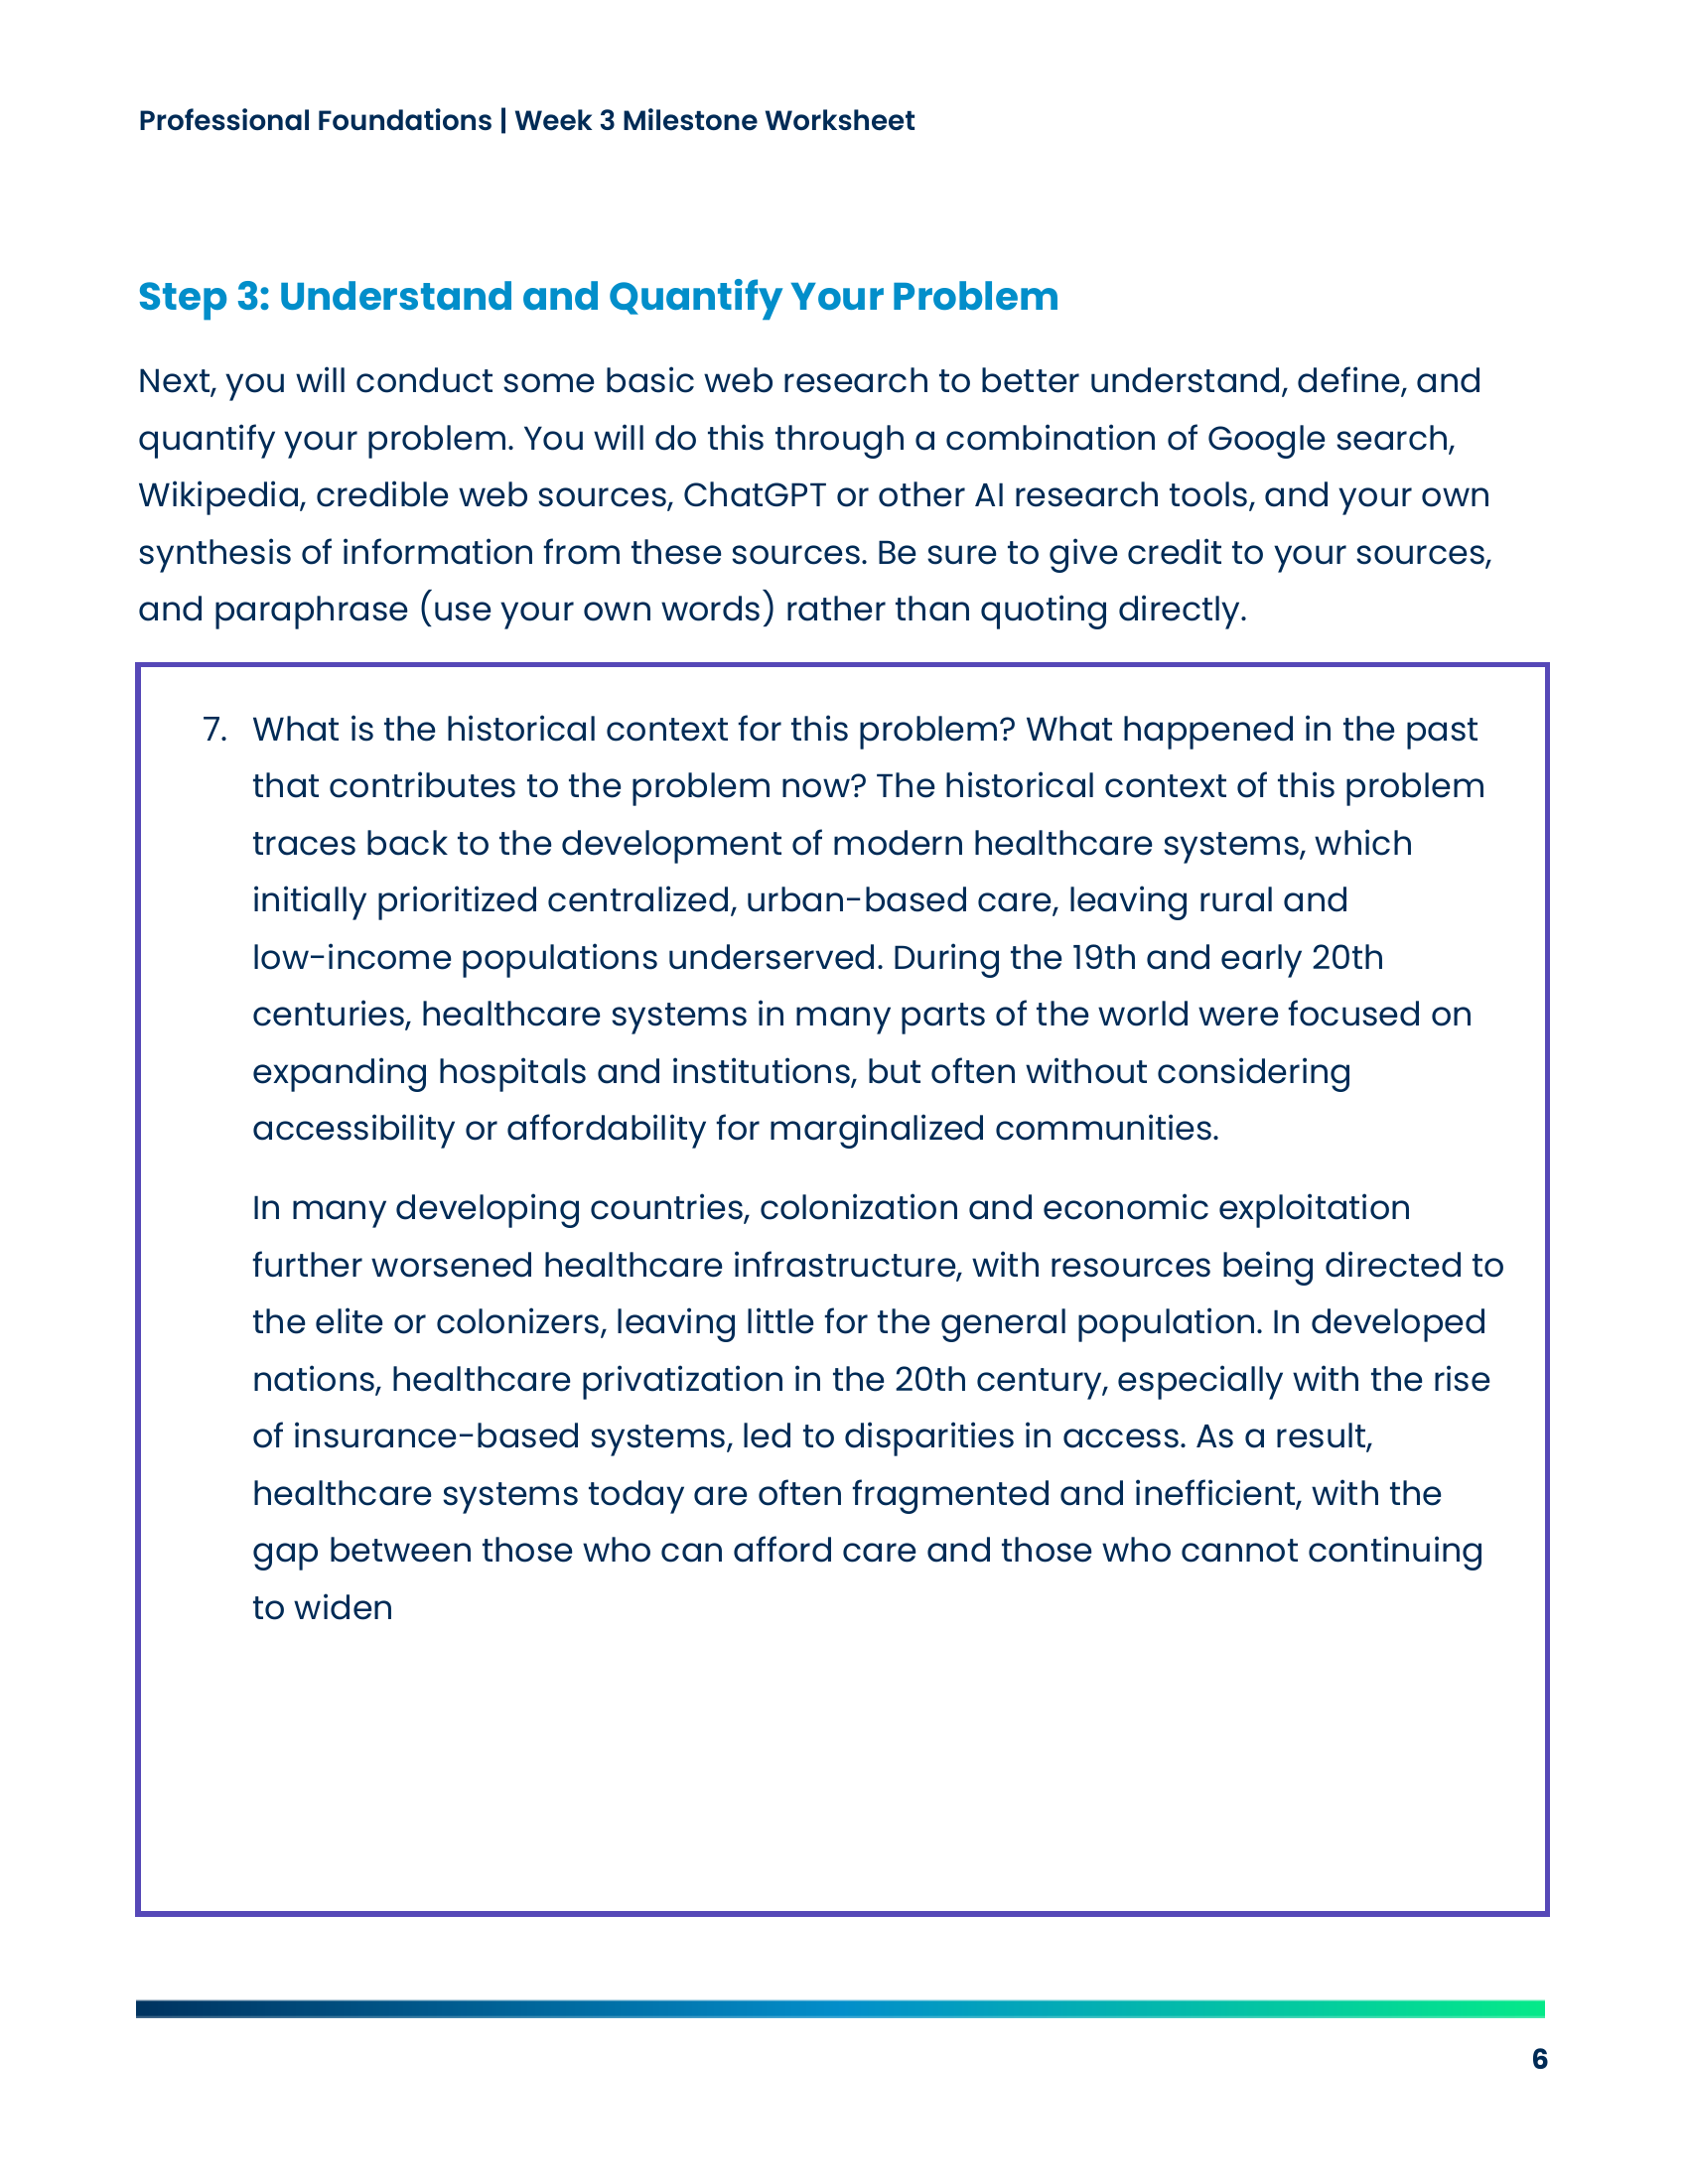 Professional Foundations | Week 3 Milestone Worksheet
Step 3: Understand and Quantify Your Problem
Next, you will conduct some basic web research to better understand, define, and
quantify your problem. You will do this through a combination of Google search,
Wikipedia, credible web sources, ChatGPT or other AI research tools, and your own
synthesis of information from these sources. Be sure to give credit to your sources,
and paraphrase (use your own words) rather than quoting directly.
7. What is the historical context for this problem? What happened in the past
that contributes to the problem now? The historical context of this problem
traces back to the development of modern healthcare systems, which
initially prioritized centralized, urban-based care, leaving rural and
low-income populations underserved. During the 19th and early 20th
centuries, healthcare systems in many parts of the world were focused on
expanding hospitals and institutions, but often without considering
accessibility or affordability for marginalized communities.
In many developing countries, colonization and economic exploitation
further worsened healthcare infrastructure, with resources being directed to
the elite or colonizers, leaving little for the general population. In developed
nations, healthcare privatization in the 20th century, especially with the rise
of insurance-based systems, led to disparities in access. As a result,
healthcare systems today are often fragmented and inefficient, with the
gap between those who can afford care and those who cannot continuing
to widen
6